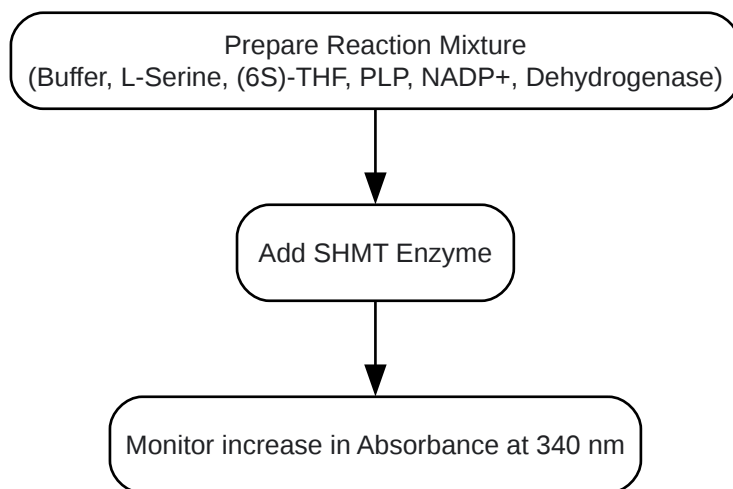 Prepare Reaction Mixture
(Buffer, L-Serine, (6S)-THF, PLP, NADP+, Dehydrogenase)
Add SHMT Enzyme
Monitor increase in Absorbance at 340 nm